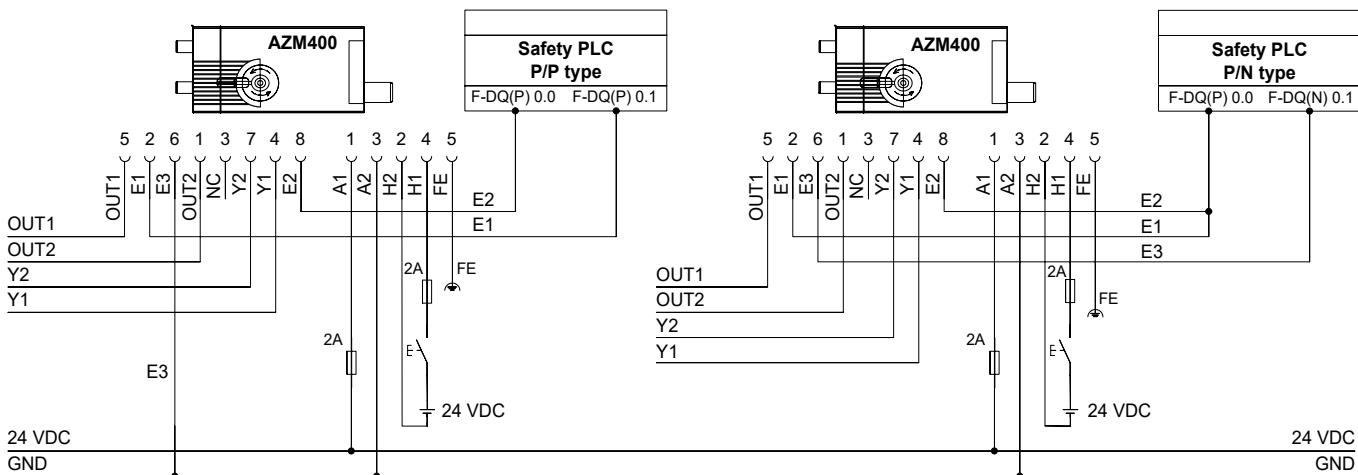 AZM400
Safety PLC
P/P type
F-DQ(P) 0.0 F-DQ(P) 0.1
5 2 6 1 3 7 4 8 1 3 2 4 5
OUT1 E1 E3 OUT2 NC Y2 Y1 E2 A1 A2 H2 H1 FE
E2
E1
OUT1
OUT2
Y2
Y1
2A
FE
2A
E3
24 VDC
AZM400
Safety PLC
P/N type
F-DQ(P) 0.0 F-DQ(N) 0.1
5 2 6 1 3 7 4 8 1 3 2 4 5
OUT1 E1 E3 OUT2 NC Y2 Y1 E2 A1 A2 H2 H1 FE
E2
E1
E3
2A
OUT1
FE
OUT2
Y2
2A
Y1
24 VDC
24 VDC 24 VDC
GND GND